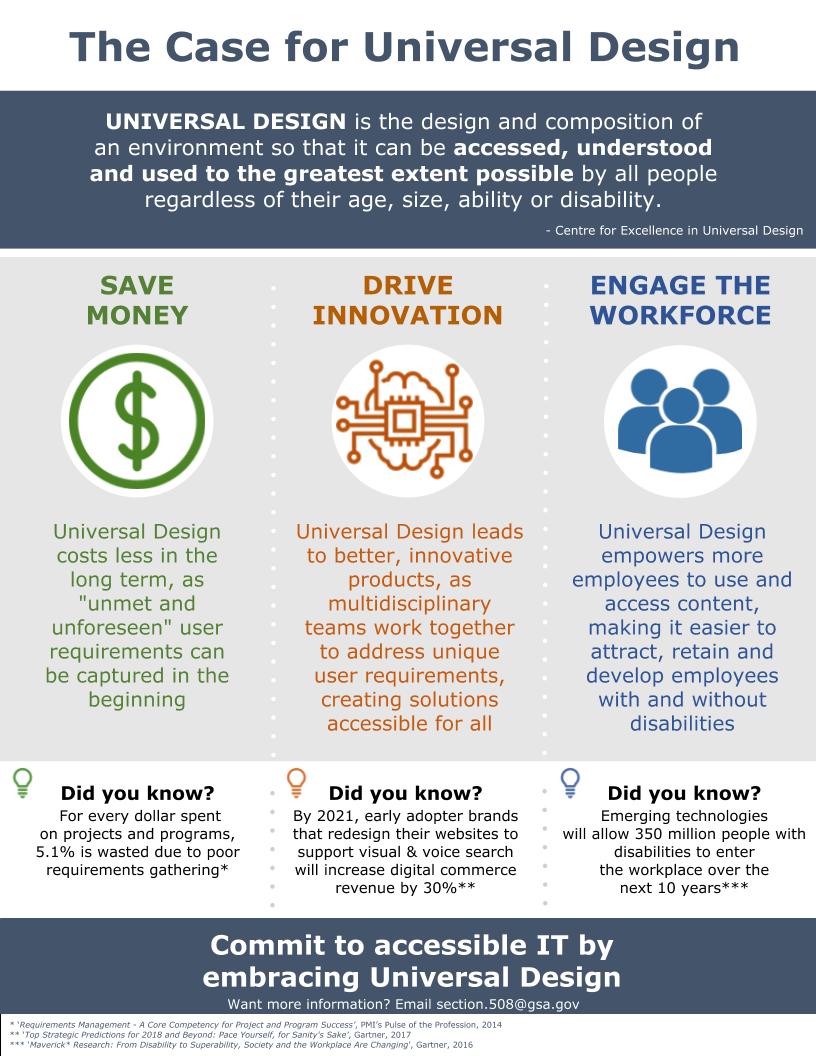 The Case for Universal Design
UNIVERSAL DESIGN is the design and composition of
an environment so that it can be accessed, understood
and used to the greatest extent possible by all people
regardless of their age, size, ability or disability.
- Centre for Excellence in Universal Design
SAVE
MONEY
Universal Design
costs less in the
long term, as
"unmet and
unforeseen" user
requirements can
be captured in the
beginning
DRIVE
INNOVATION
Universal Design leads
to better, innovative
products, as
multidisciplinary
teams work together
to address unique
user requirements,
creating solutions
accessible for all
ENGAGE THE
WORKFORCE
Universal Design
empowers more
employees to use and
access content,
making it easier to
attract, retain and
develop employees
with and without
disabilities
Did you know?
For every dollar spent
on projects and programs,
5.1% is wasted due to poor
requirements gathering*
Did you know?
By 2021, early adopter brands
that redesign their websites to
support visual & voice search
will increase digital commerce
revenue by 30%**
Did you know?
Emerging technologies
will allow 350 million people with
disabilities to enter
the workplace over the
next 10 years***
Commit to accessible IT by
embracing Universal Design
Want more information? Email section.508@gsa.gov
* 'Requirements Management - A Core Competency for Project and Program Success', PMI's Pulse of the Profession, 2014
** 'Top Strategic Predictions for 2018 and Beyond: Pace Yourself, for Sanity's Sake', Gartner, 2017
*** 'Maverick* Research: From Disability to Superability, Society and the Workplace Are Changing', Gartner, 2016